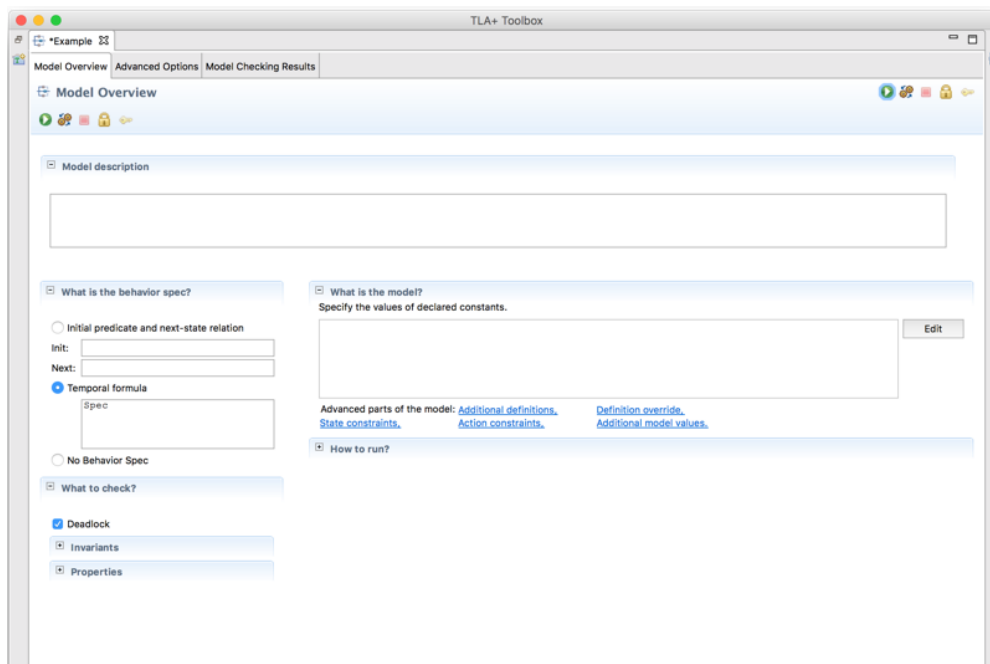 TLA+ Toolbox
*Example
Model Overview Advanced Options Model Checking Results
Model Overview
Model description
What is the behavior spec?
Initial predicate and next-state relation
Init:
Next:
Temporal formula
Spec
No Behavior Spec
What to check?
Deadlock
Invariants
Properties
What is the model?
Specify the values of declared constants.
Edit
Advanced parts of the model: Additional definitions, Definition override,
State constraints, Action constraints, Additional model values.
How to run?